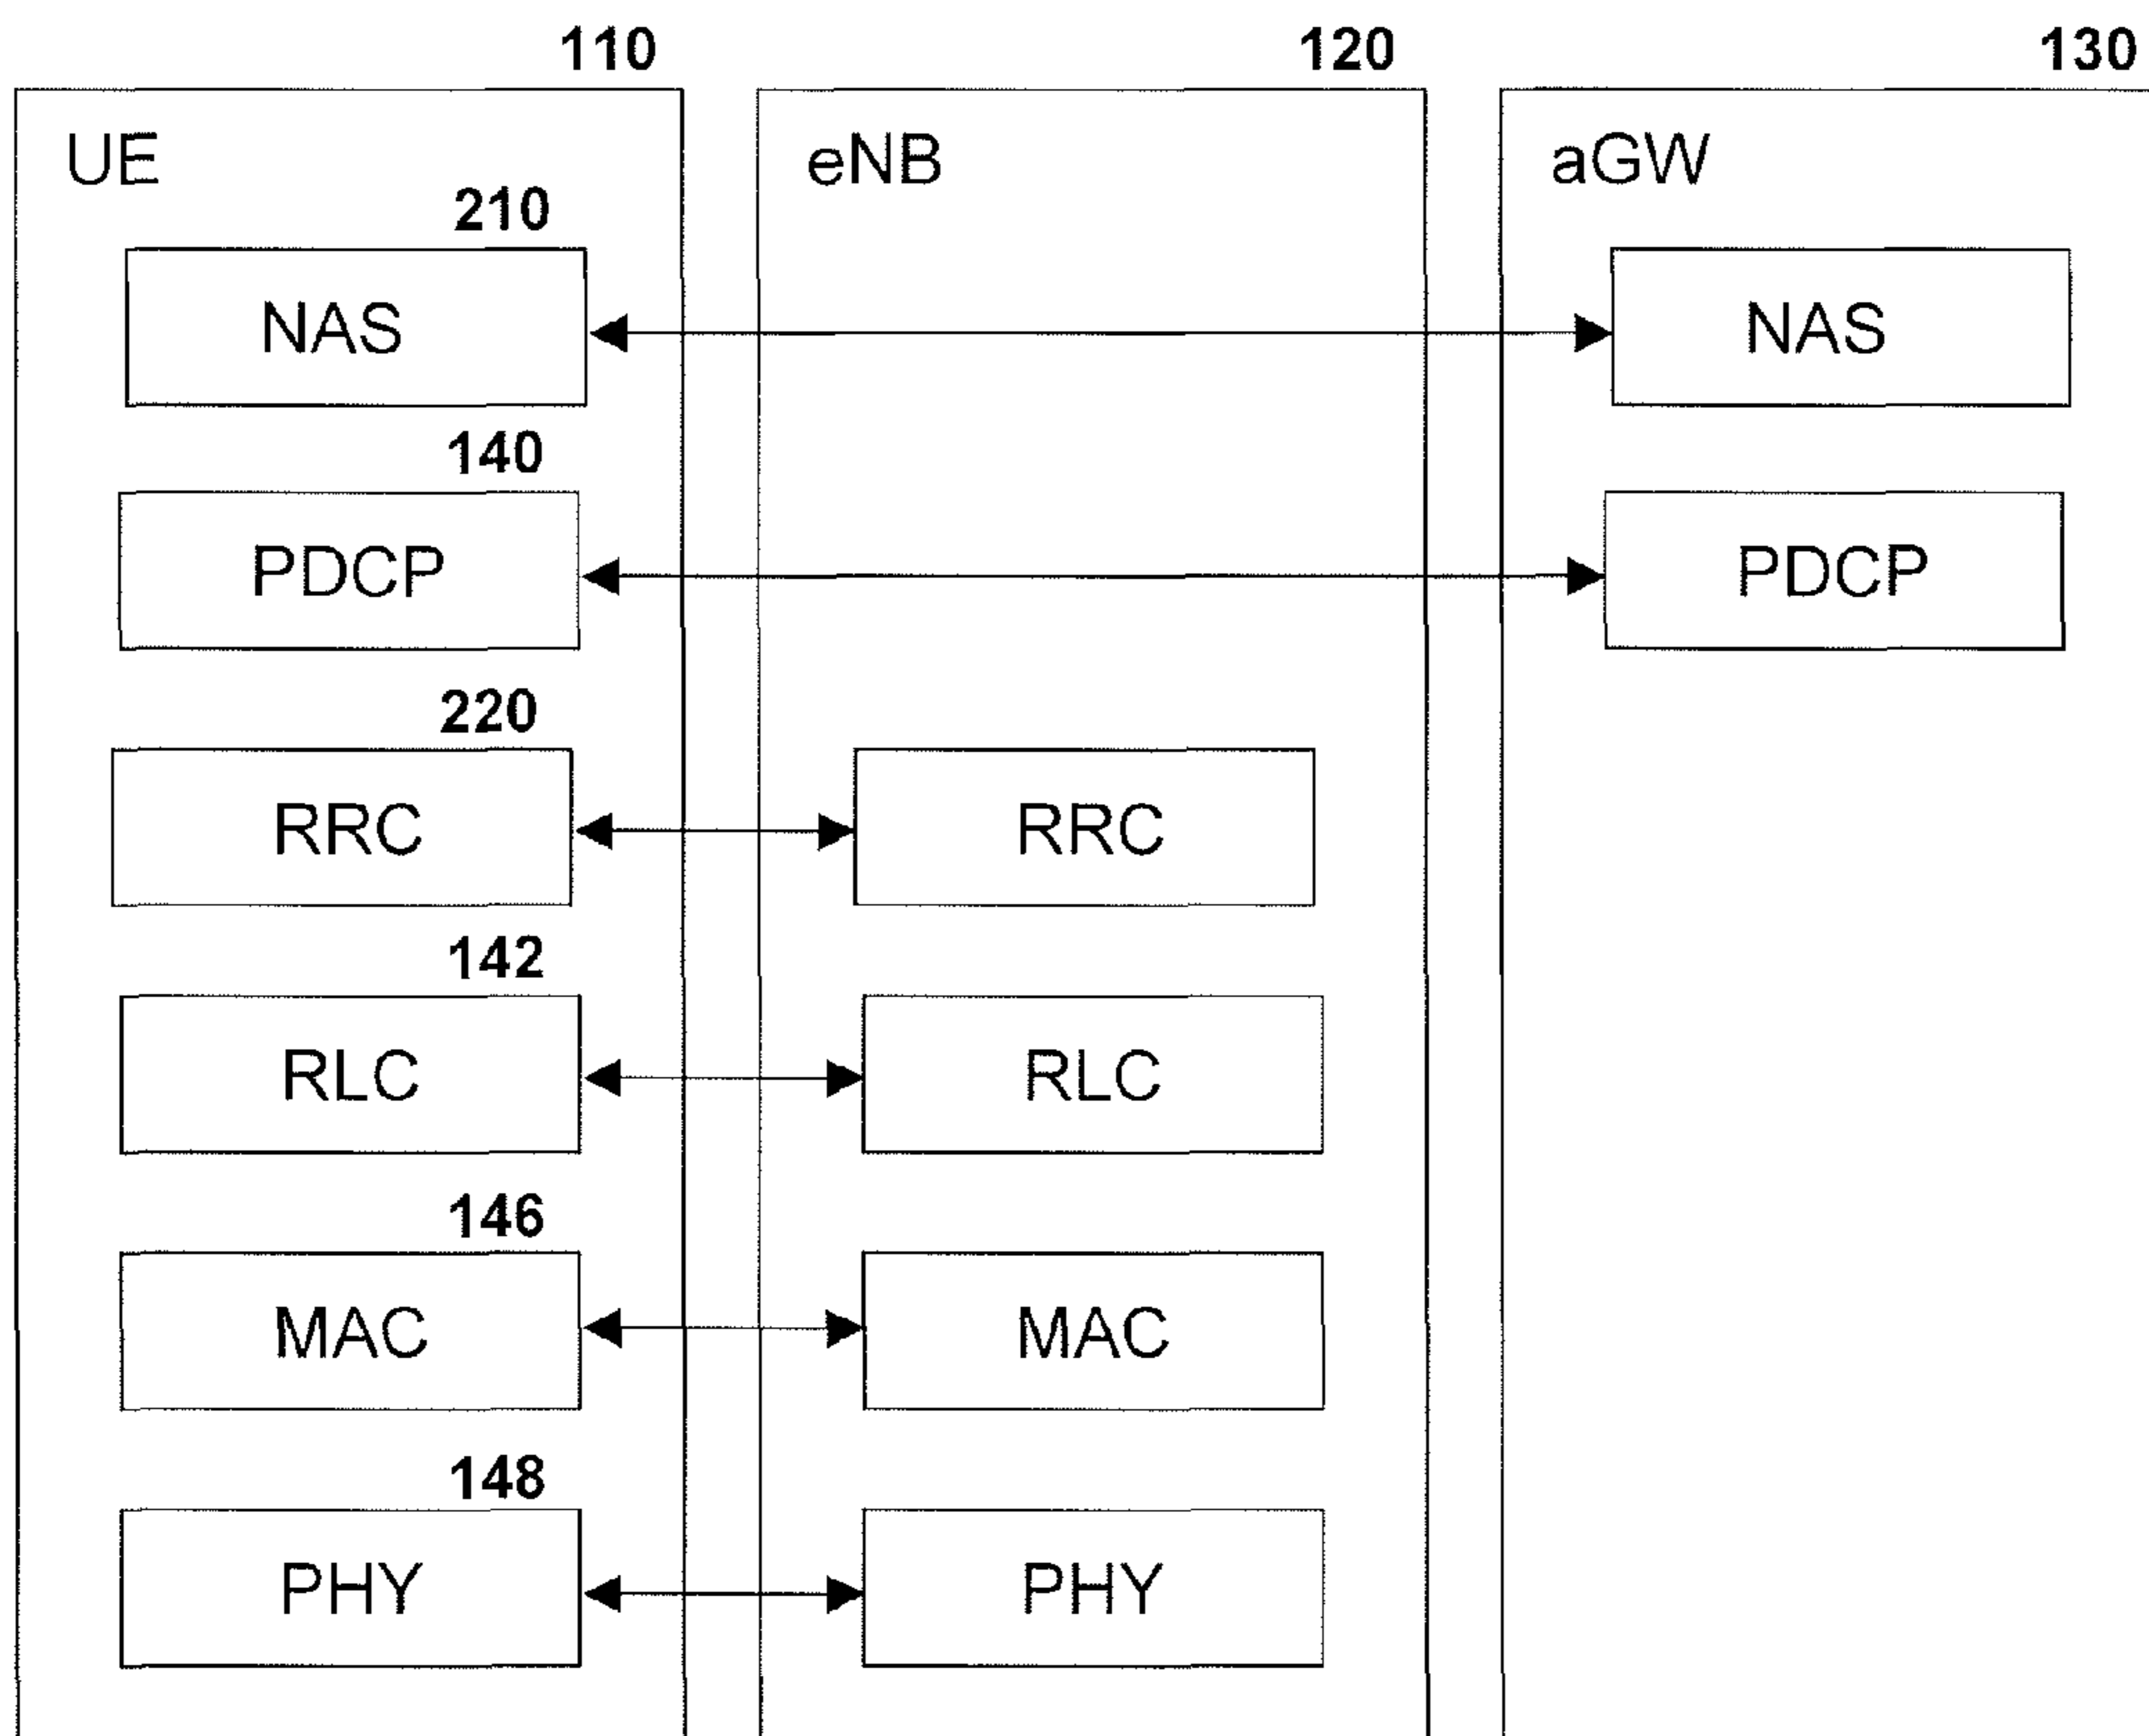 110 120 130
UE eNB aGW
210
NAS NAS
140
PDCP PDCP
220
RRC RRC
142
RLC RLC
146
MAC MAC
148
PHY PHY